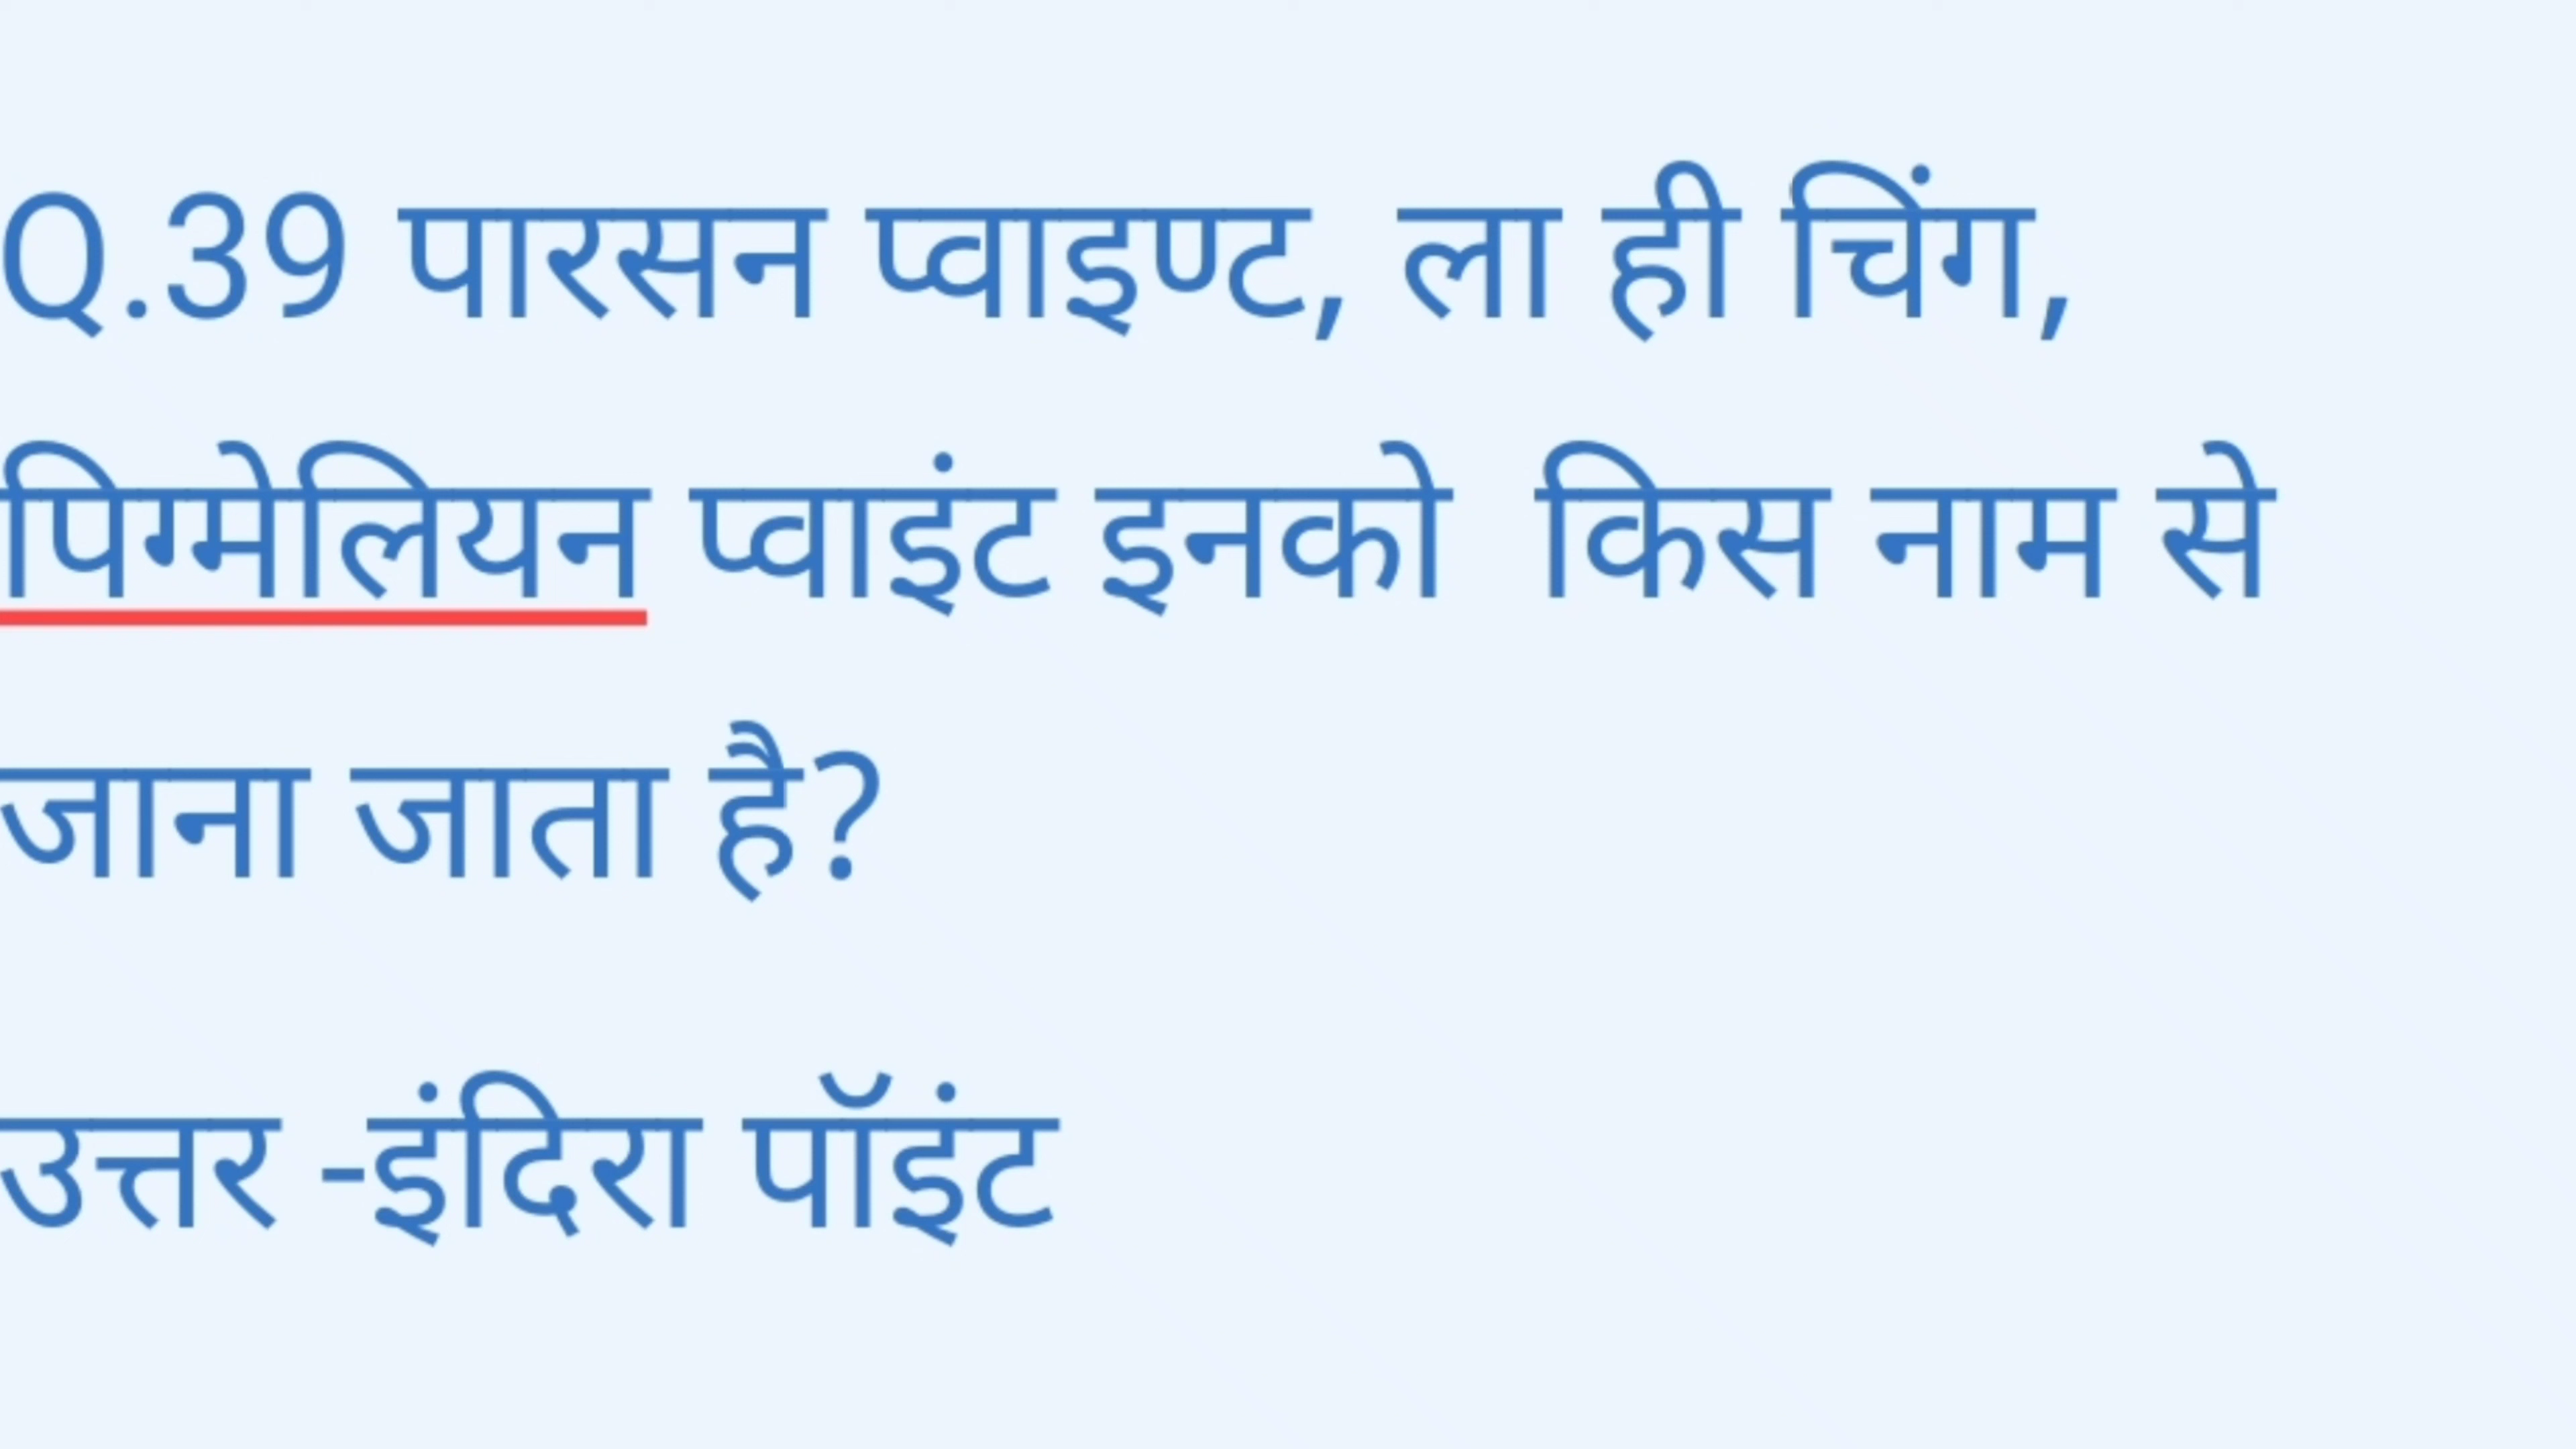 Q.39 पारसन प्वाइण्ट, ला ही चिंग,
पिग्मेलियन प्वाइंट इनको  किस नाम से
जाना जाता है?
उत्तर -इंदिरा पॉइंट